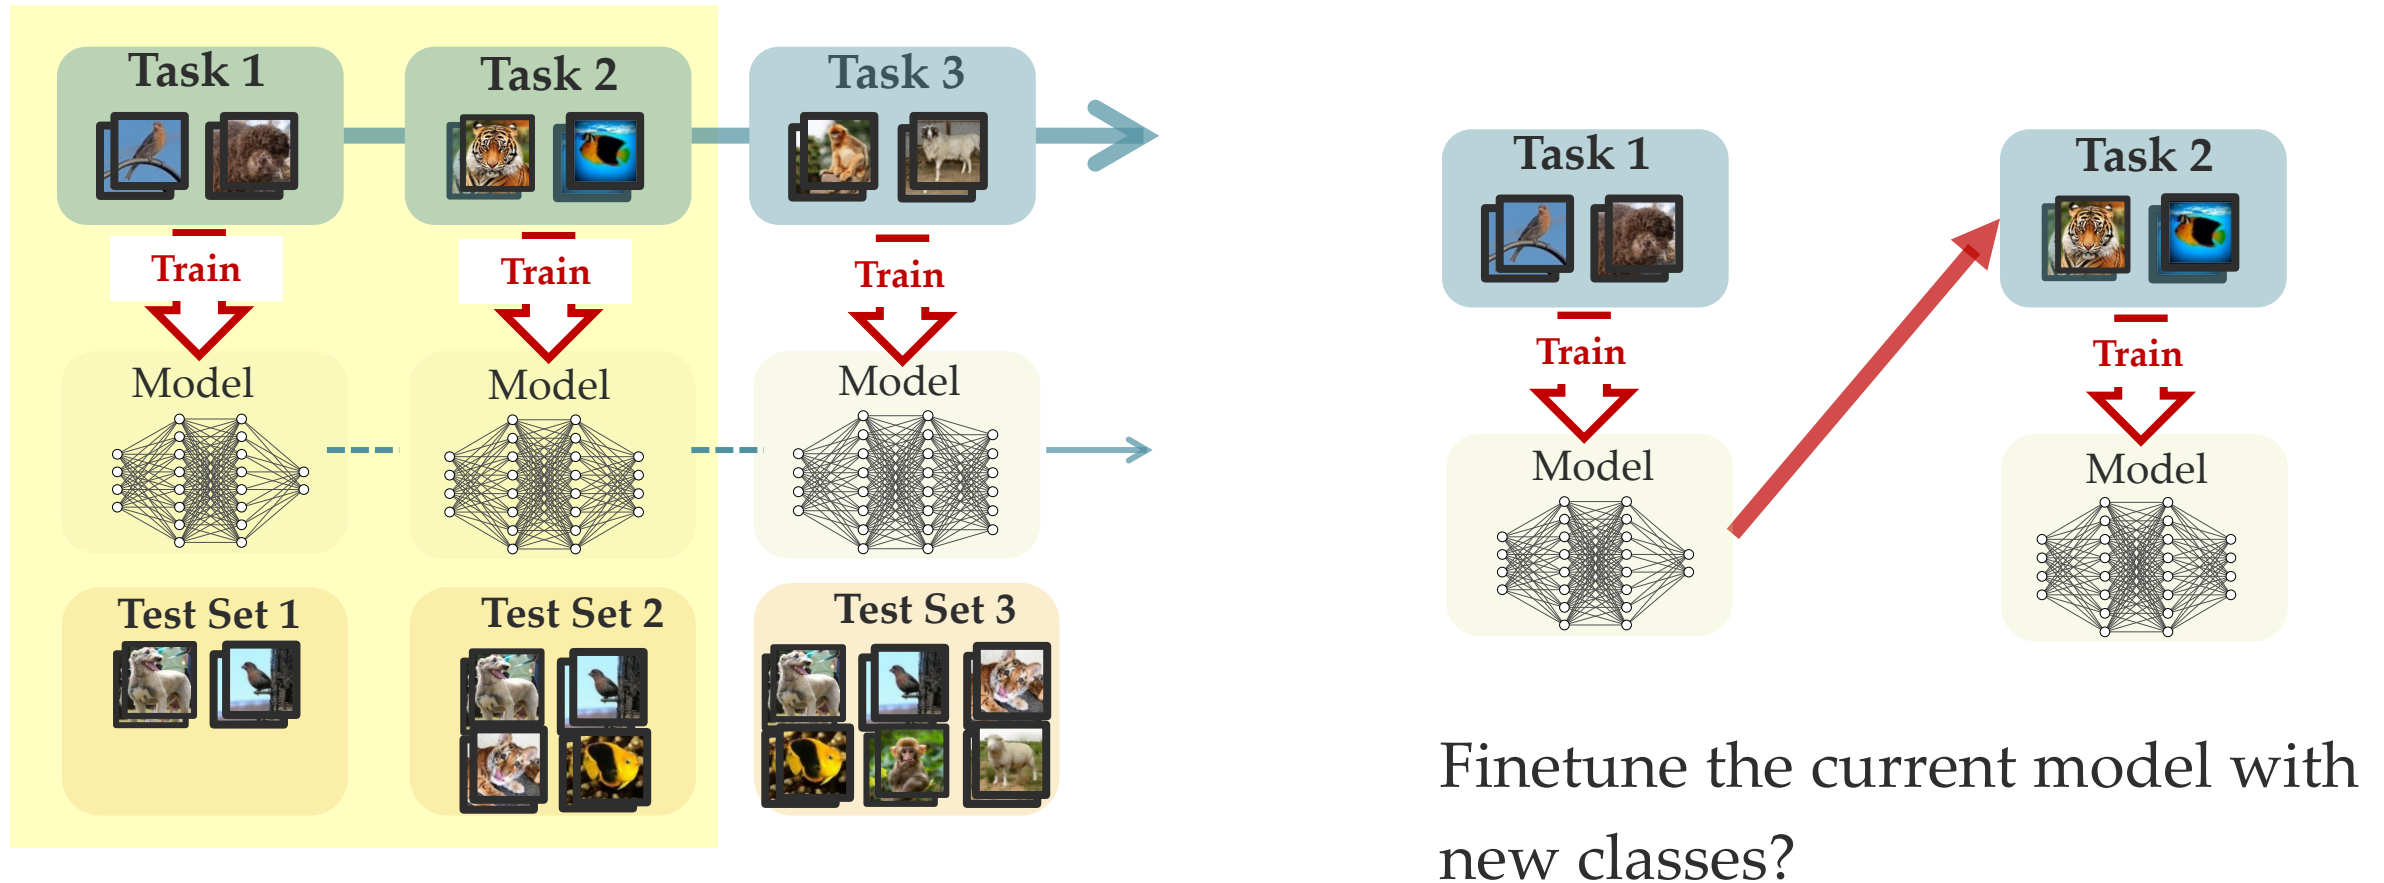 Task 1
Task 2
Task 3
Train
Train
Train
Model
Model
Model
Test Set 1
Test Set 2
Test Set 3
Task 1
Task 2
Train
Train
Model
Model
Finetune the current model with
new classes?